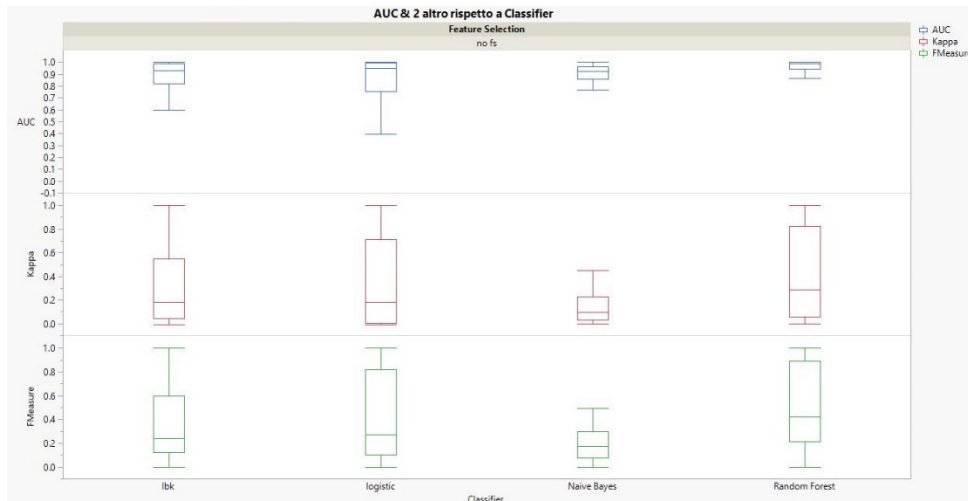 AUC & 2 altro rispetto a Classifier
Feature Selection
no fs
AUC
Kappa
FMeasure
AUC
1.0
0.9
0.8
0.7
0.6
0.5
0.4
0.3
0.2
0.1
0.0
-0.1
Kappa
1.0
0.8
0.6
0.4
0.2
0.0
FMeasure
1.0
0.8
0.6
0.4
0.2
0.0
Ibk
logistic
Naive Bayes
Random Forest
Classifier